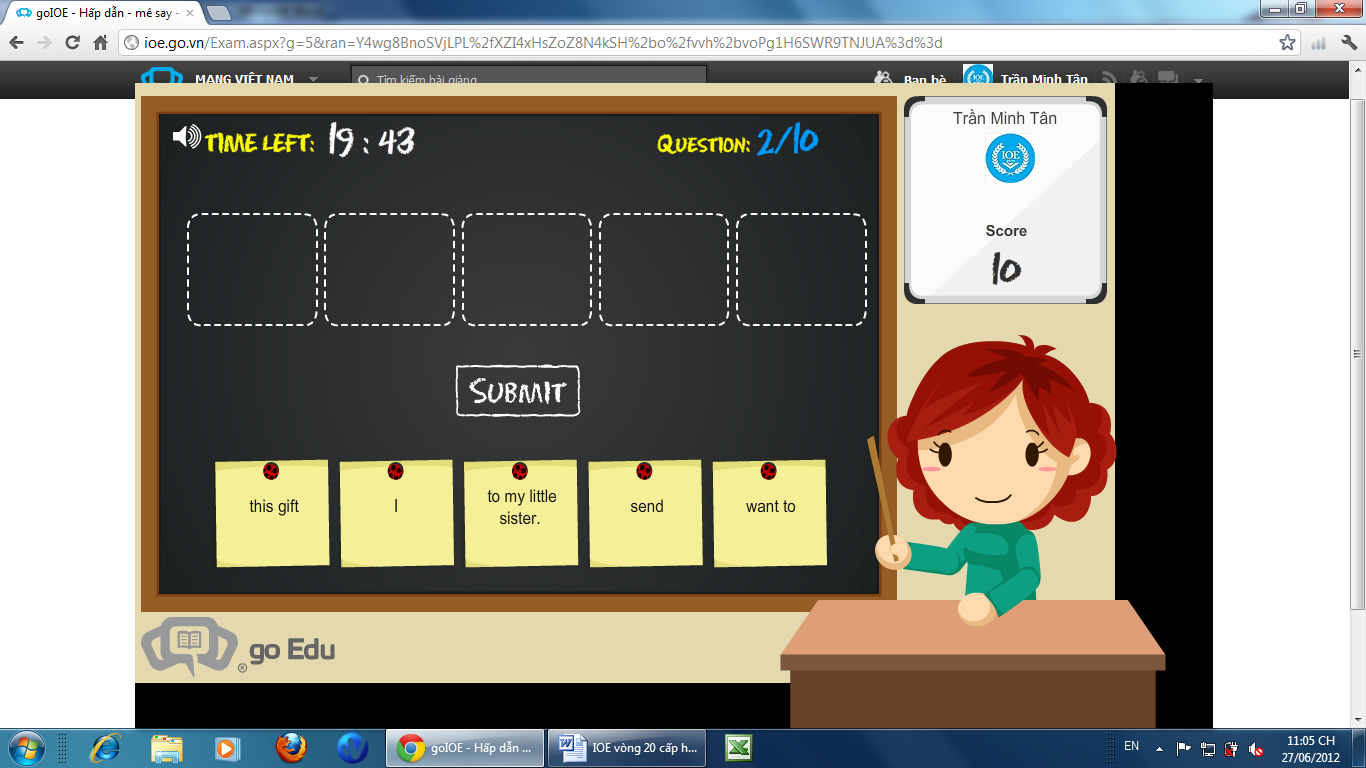 goIOE - Hấp dẫn - mê say -
ioe.go.vn/Exam.aspx?g=5&ran=Y4wg8BnoSVjLPL%2fXZI4xHsZoZ8N4kSH%2bo%2fvvh%2bvoPg1H6SWR9TNJUA%3d%3d
MẠNG VIỆT NAM
Tìm kiếm bài giảng
Bạn bè
Trần Minh Tân
TIME LEFT: 19 : 43
QUESTION: 2/10
Trần Minh Tân
IOE
Score
10
SUBMIT
this gift
I
to my little
sister.
send
want to
go Edu
®
goIOE - Hấp dẫn ...
IOE vòng 20 cấp h...
EN
11:05 CH
27/06/2012